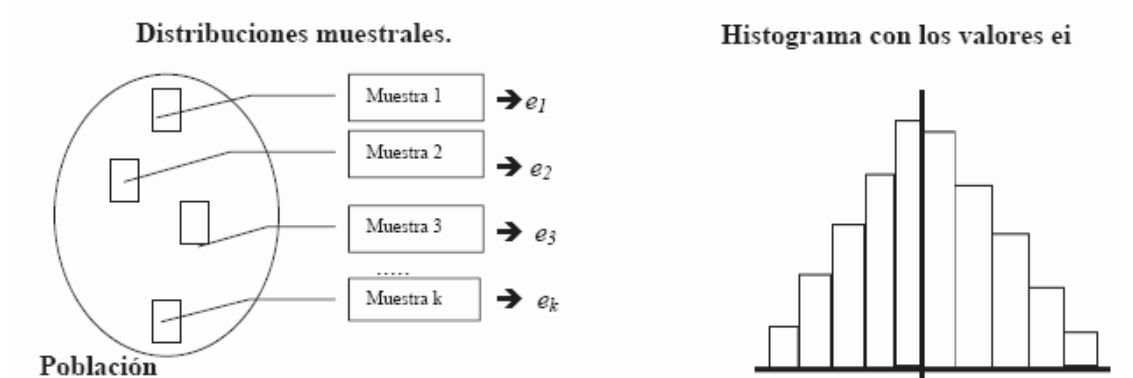 Distribuciones muestrales.
Histograma con los valores ei
Muestra 1
➔ e1
Muestra 2
➔ e2
Muestra 3
➔ e3
.....
Muestra k
➔ ek
Población